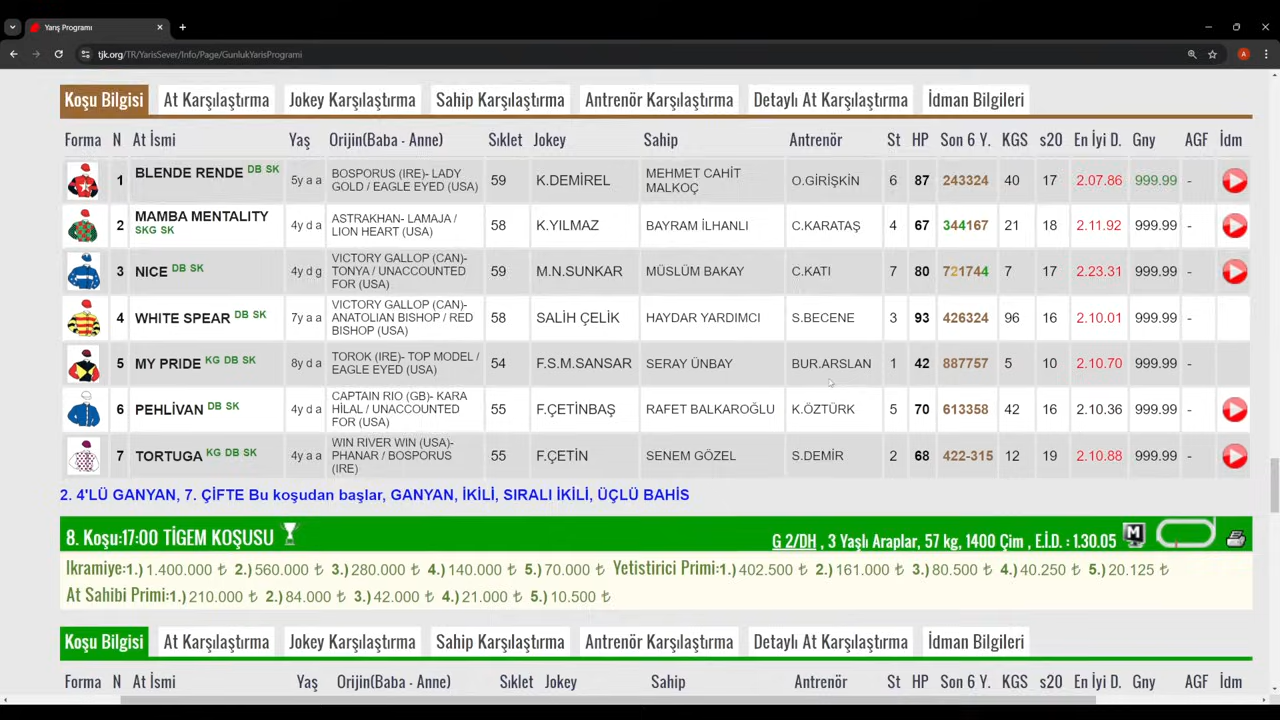 Yarış Programı
tjk.org/TR/YarisSever/Info/Page/GunlukYarisProgrami
A
Koşu Bilgisi At Karşılaştırma Jokey Karşılaştırma Sahip Karşılaştırma Antrenör Karşılaştırma Detaylı At Karşılaştırma İdman Bilgileri
Forma N At İsmi Yaş Orijin(Baba - Anne) Sıklet Jokey Sahip Antrenör St HP Son 6 Y. KGS s20 En İyi D. Gny AGF İdm
1 BLENDE RENDE DB SK 5y a a BOSPORUS (IRE)- LADY GOLD / EAGLE EYED (USA) 59 K.DEMİREL MEHMET CAHİT MALKOÇ O.GİRİŞKİN 6 87 243324 40 17 2.07.86 999.99 -
2 MAMBA MENTALITY SKG SK 4y d a ASTRAKHAN- LAMAJA / LION HEART (USA) 58 K.YILMAZ BAYRAM İLHANLI C.KARATAŞ 4 67 344167 21 18 2.11.92 999.99 -
3 NICE DB SK 4y d g VICTORY GALLOP (CAN)- TONYA / UNACCOUNTED FOR (USA) 59 M.N.SUNKAR MÜSLÜM BAKAY C.KATI 7 80 721744 7 17 2.23.31 999.99 -
4 WHITE SPEAR DB SK 7y a a VICTORY GALLOP (CAN)- ANATOLIAN BISHOP / RED BISHOP (USA) 58 SALİH ÇELİK HAYDAR YARDIMCI S.BECENE 3 93 426324 96 16 2.10.01 999.99 -
5 MY PRIDE KG DB SK 8y d a TOROK (IRE)- TOP MODEL / EAGLE EYED (USA) 54 F.S.M.SANSAR SERAY ÜNBAY BUR.ARSLAN 1 42 887757 5 10 2.10.70 999.99 -
6 PEHLİVAN DB SK 4y d a CAPTAIN RIO (GB)- KARA HİLAL / UNACCOUNTED FOR (USA) 55 F.ÇETİNBAŞ RAFET BALKAROĞLU K.ÖZTÜRK 5 70 613358 42 16 2.10.36 999.99 -
7 TORTUGA KG DB SK 4y a a WIN RIVER WIN (USA)- PHANAR / BOSPORUS (IRE) 55 F.ÇETİN SENEM GÖZEL S.DEMİR 2 68 422-315 12 19 2.10.88 999.99 -
2. 4'LÜ GANYAN, 7. ÇİFTE Bu koşudan başlar, GANYAN, İKİLİ, SIRALI İKİLİ, ÜÇLÜ BAHİS
8. Koşu:17:00 TİGEM KOŞUSU G 2/DH , 3 Yaşlı Araplar, 57 kg, 1400 Çim , E.İ.D. : 1.30.05 M
Ikramiye:1.) 1.400.000 ₺ 2.) 560.000 ₺ 3.) 280.000 ₺ 4.) 140.000 ₺ 5.) 70.000 ₺ Yetistirici Primi:1.) 402.500 ₺ 2.) 161.000 ₺ 3.) 80.500 ₺ 4.) 40.250 ₺ 5.) 20.125 ₺
At Sahibi Primi:1.) 210.000 ₺ 2.) 84.000 ₺ 3.) 42.000 ₺ 4.) 21.000 ₺ 5.) 10.500 ₺
Koşu Bilgisi At Karşılaştırma Jokey Karşılaştırma Sahip Karşılaştırma Antrenör Karşılaştırma Detaylı At Karşılaştırma İdman Bilgileri
Forma N At İsmi Yaş Orijin(Baba - Anne) Sıklet Jokey Sahip Antrenör St HP Son 6 Y. KGS s20 En İyi D. Gny AGF İdm